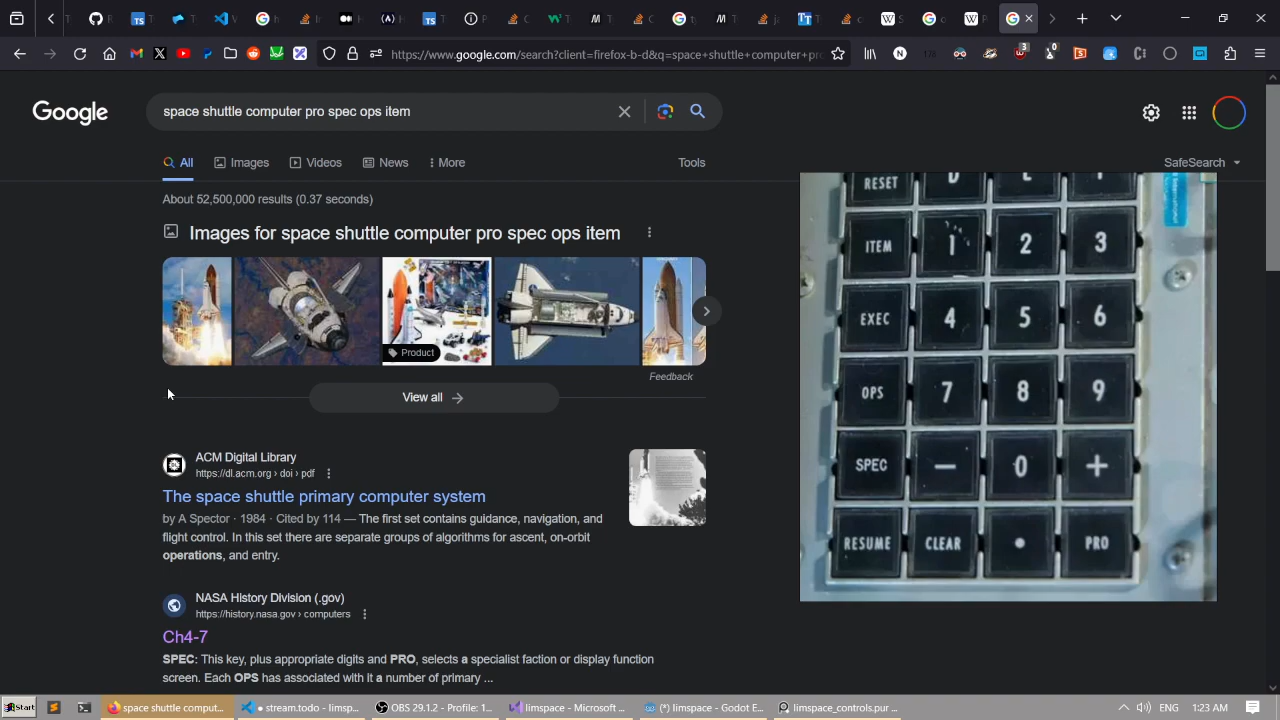 https://www.google.com/search?client=firefox-b-d&q=space+shuttle+computer+pro
3
0
Google
space shuttle computer pro spec ops item
All
Images
Videos
News
More
Tools
SafeSearch
About 52,500,000 results (0.37 seconds)
Images for space shuttle computer pro spec ops item
Product
Feedback
View all
ACM Digital Library
https://dl.acm.org › doi › pdf
The space shuttle primary computer system
by A Spector · 1984 · Cited by 114 — The first set contains guidance, navigation, and
flight control. In this set there are separate groups of algorithms for ascent, on-orbit
operations, and entry.
NASA History Division (.gov)
https://history.nasa.gov › computers
Ch4-7
SPEC: This key, plus appropriate digits and PRO, selects a specialist faction or display function
screen. Each OPS has associated with it a number of primary ...
RESET
ITEM 1 2 3
EXEC 4 5 6
OPS 7 8 9
SPEC − 0 +
RESUME CLEAR • PRO
Start
space shuttle comput...
stream.todo - limsp...
OBS 29.1.2 - Profile: 1...
limspace - Microsoft ...
(*) limspace - Godot E...
limspace_controls.pur ...
ENG
1:23 AM